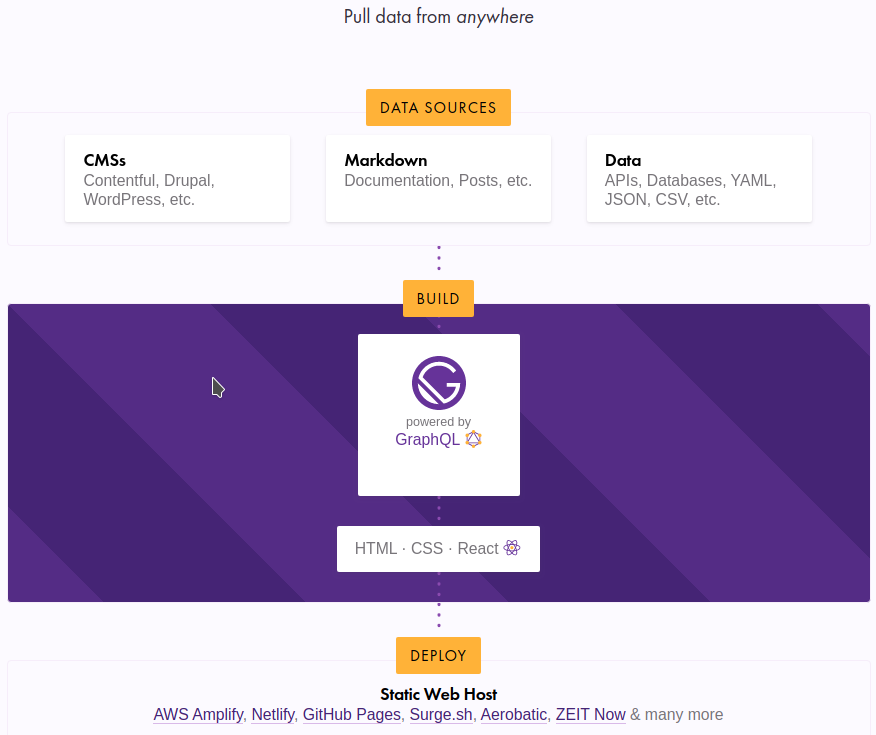 Pull data from anywhere
DATA SOURCES
CMSs
Contentful, Drupal,
WordPress, etc.
Markdown
Documentation, Posts, etc.
Data
APIs, Databases, YAML,
JSON, CSV, etc.
BUILD
powered by
GraphQL
HTML · CSS · React
DEPLOY
Static Web Host
AWS Amplify, Netlify, GitHub Pages, Surge.sh, Aerobatic, ZEIT Now & many more